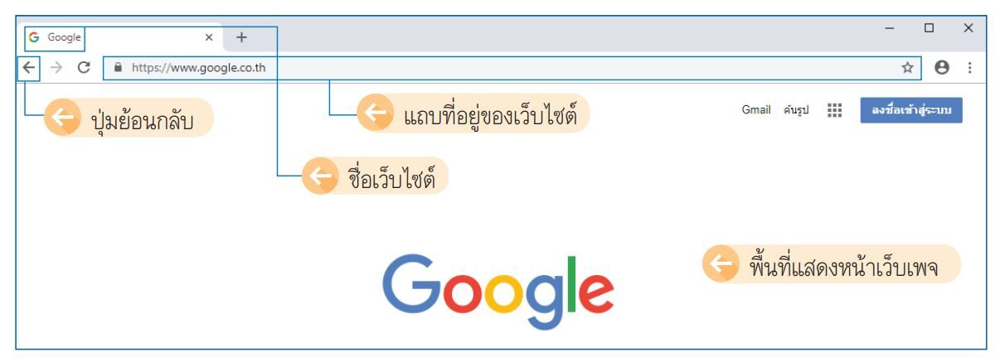 Google
https://www.google.co.th
ปุ่มย้อนกลับ
แถบที่อยู่ของเว็บไซต์
Gmail ค้นรูป ลงชื่อเข้าสู่ระบบ
ชื่อเว็บไซต์
พื้นที่แสดงหน้าเว็บเพจ
Google